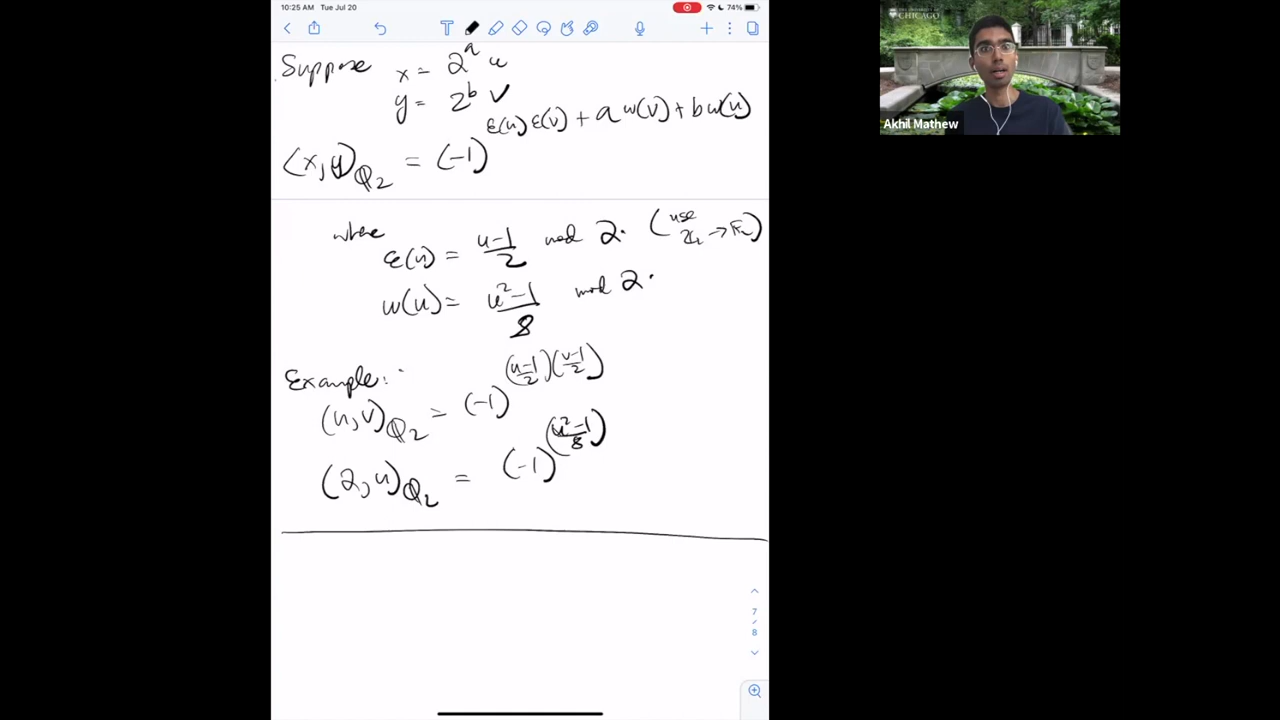 10:25 AM Tue Jul 20
74%
T
Suppose x = 2^a u
y = 2^b v
(x, y)_{ℚ_2} = (-1)^{ε(u) ε(v) + a w(v) + b w(u)}
where
ε(u) = (u-1)/2 mod 2. (use ℤ_2 → F_2)
w(u) = (u^2-1)/8 mod 2.
Example:
(u, v)_{ℚ_2} = (-1)^{((u-1)/2)((v-1)/2)}
(2, u)_{ℚ_2} = (-1)^{((u^2-1)/8)}
7
/
8
CHICAGO
Akhil Mathew